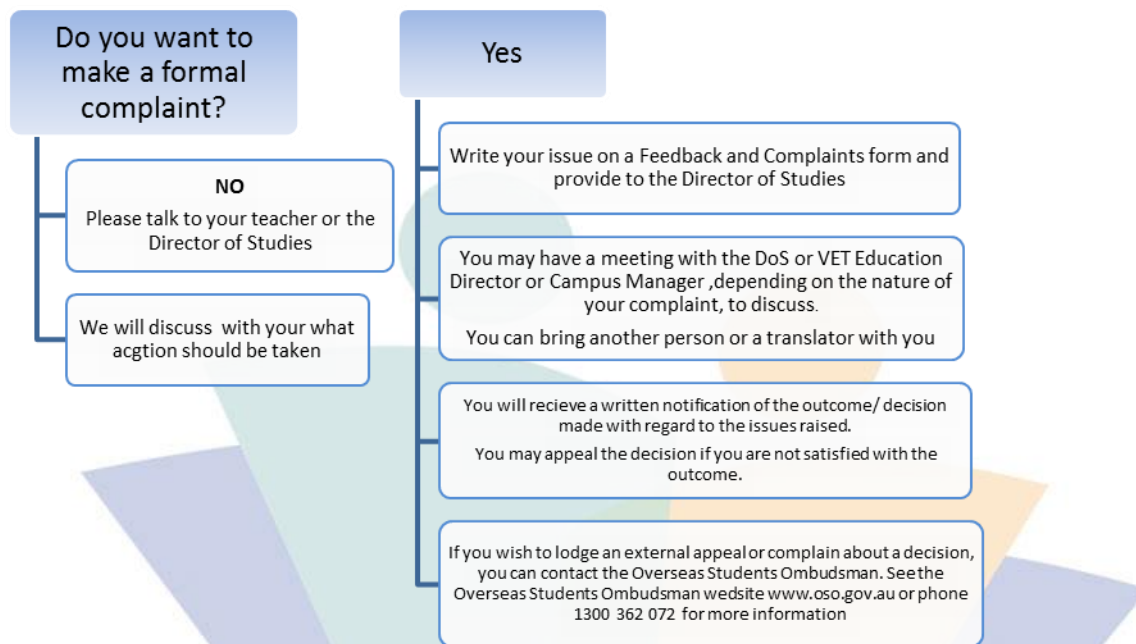 Do you want to
make a formal
complaint?
NO
Please talk to your teacher or the
Director of Studies
We will discuss with your what
acgtion should be taken
Yes
Write your issue on a Feedback and Complaints form and
provide to the Director of Studies
You may have a meeting with the DoS or VET Education
Director or Campus Manager ,depending on the nature of
your complaint, to discuss.
You can bring another person or a translator with you
You will recieve a written notification of the outcome/ decision
made with regard to the issues raised.
You may appeal the decision if you are not satisfied with the
outcome.
If you wish to lodge an external appeal or complain about a decision,
you can contact the Overseas Students Ombudsman. See the
Overseas Students Ombudsman wedsite www.oso.gov.au or phone
1300 362 072 for more information